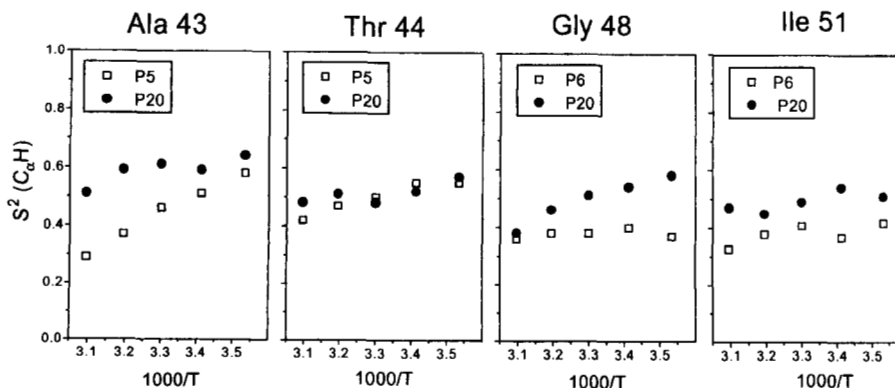 Ala 43
Thr 44
Gly 48
Ile 51
S² (CαH)
1.0
0.8
0.6
0.4
0.2
0.0
P5
P20
P5
P20
P6
P20
P6
P20
3.1 3.2 3.3 3.4 3.5
3.1 3.2 3.3 3.4 3.5
3.1 3.2 3.3 3.4 3.5
3.1 3.2 3.3 3.4 3.5
1000/T
1000/T
1000/T
1000/T